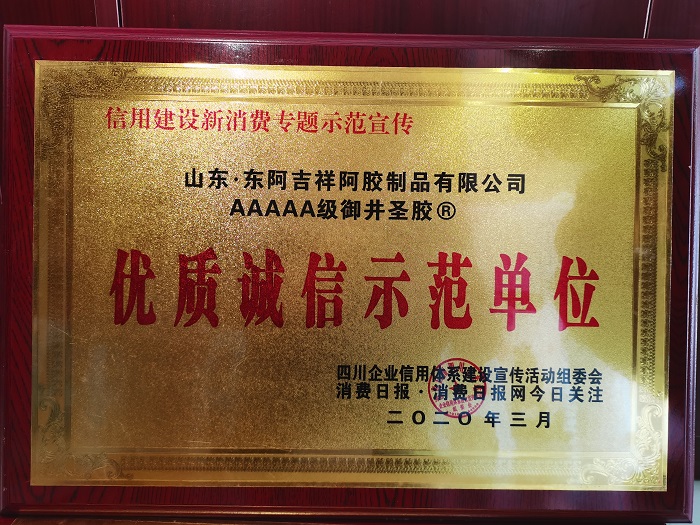 信用建设新消费专题示范宣传
山东·东阿吉祥阿胶制品有限公司
AAAAA级御井圣胶®
优质诚信示范单位
四川企业信用体系建设宣传活动组委会
消费日报·消费日报网今日关注
二〇二〇年三月